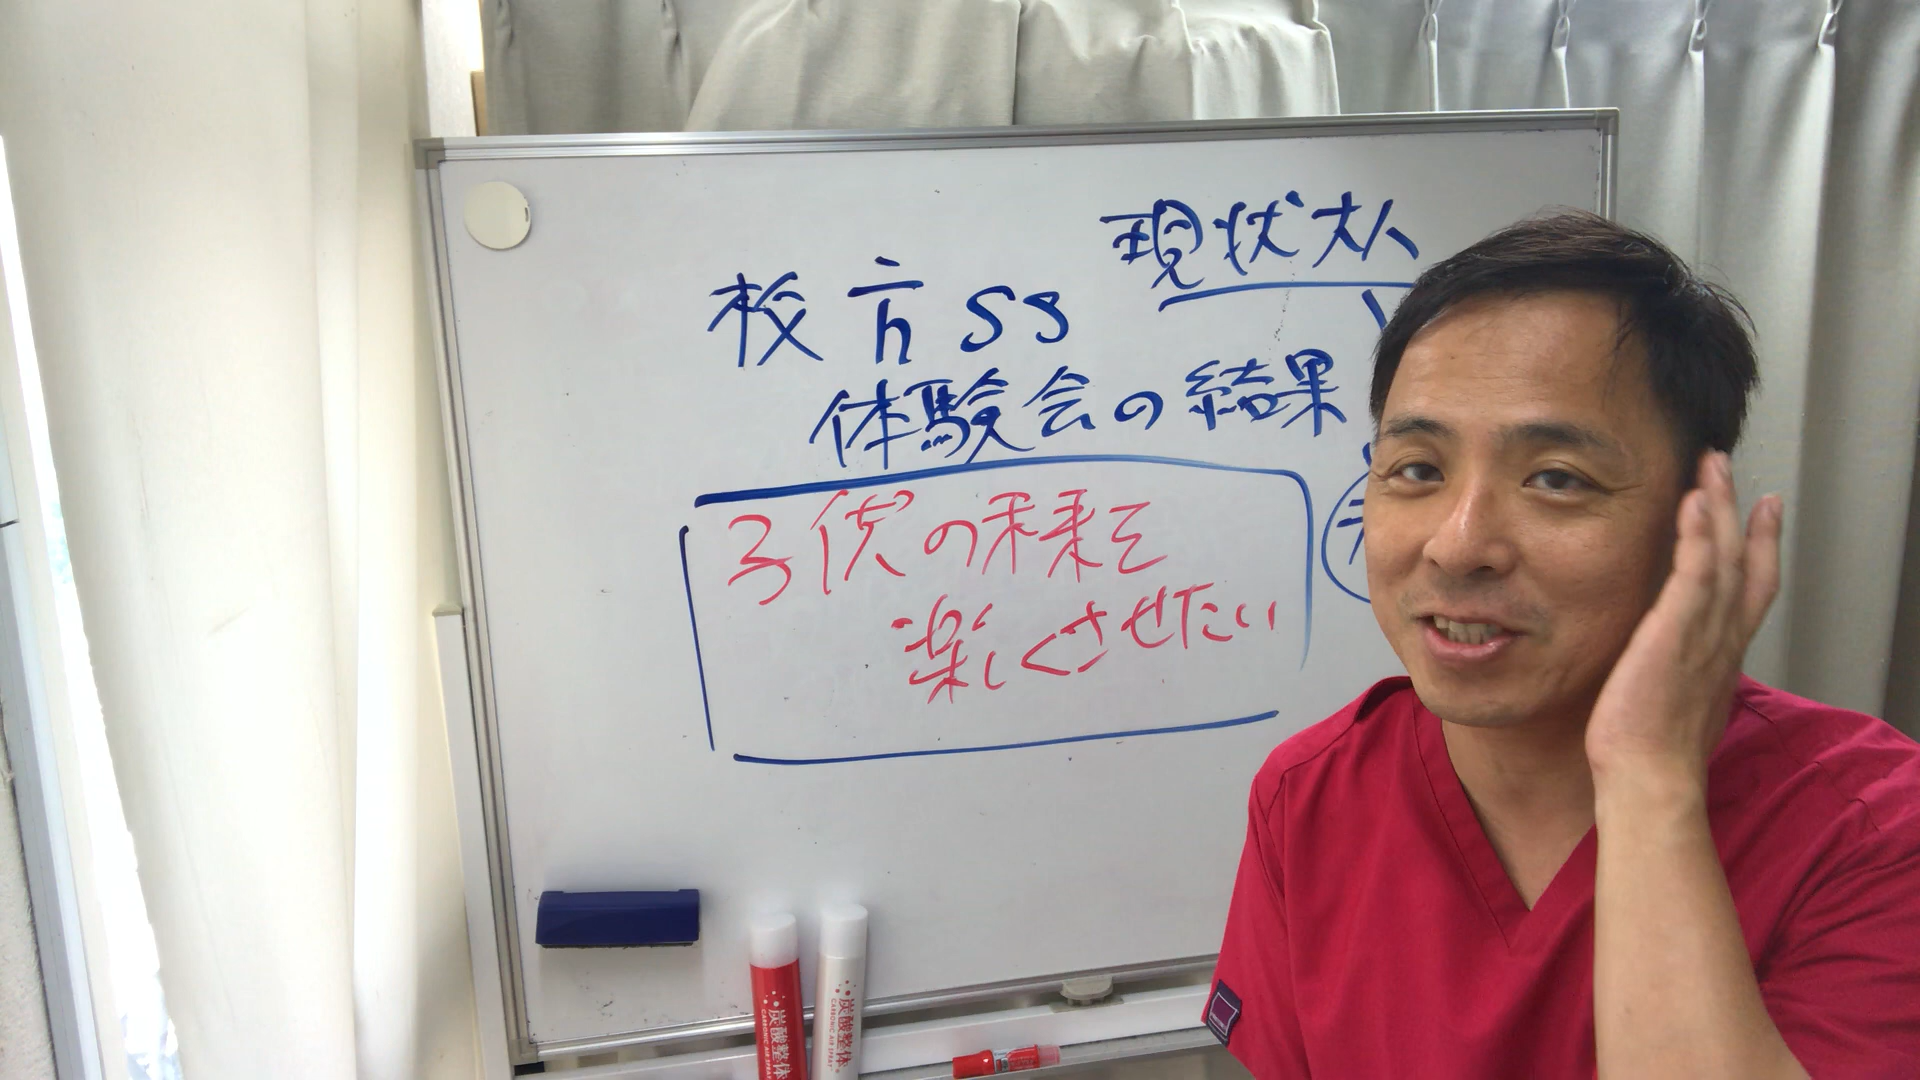 現状大人
枚方SS
体験会の結果
子供の未来を
楽しくさせたい
炭酸整体
CARBONIC AIR SPRAY
炭酸整体
CARBONIC AIR SPRAY